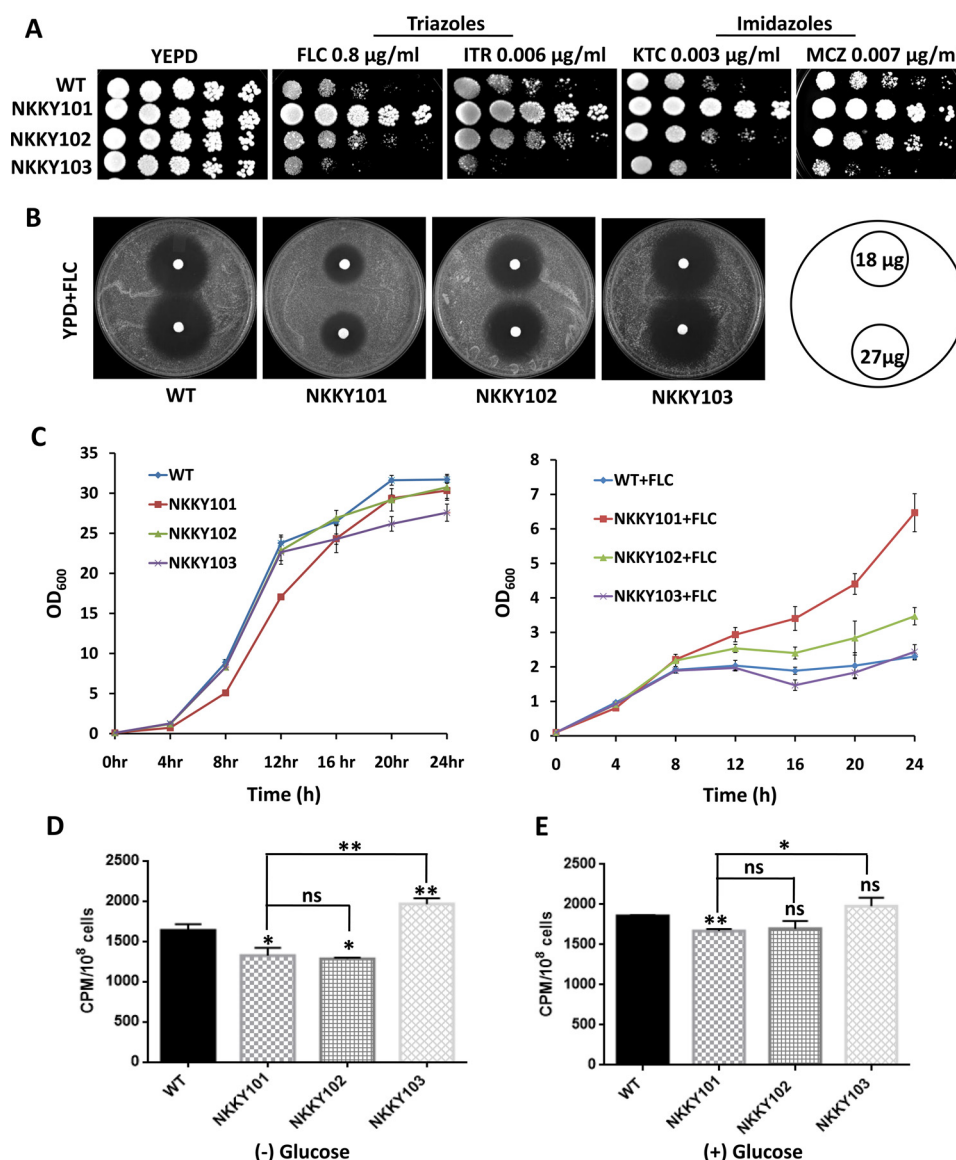 A
Triazoles
Imidazoles
YEPD
FLC 0.8 µg/ml
ITR 0.006 µg/ml
KTC 0.003 µg/ml
MCZ 0.007 µg/m
WT
NKKY101
NKKY102
NKKY103
B
YPD+FLC
18 µg
27µg
WT
NKKY101
NKKY102
NKKY103
C
35
30
25
20
15
10
5
0
OD600
WT
NKKY101
NKKY102
NKKY103
0hr 4hr 8hr 12hr 16 hr 20hr 24hr
Time (h)
8
7
6
5
4
3
2
1
0
OD600
WT+FLC
NKKY101+FLC
NKKY102+FLC
NKKY103+FLC
0 4 8 12 16 20 24
Time (h)
D
2500
2000
1500
1000
500
0
CPM/10^8 cells
**
ns
* * **
WT NKKY101 NKKY102 NKKY103
(-) Glucose
E
2500
2000
1500
1000
500
0
CPM/10^8 cells
*
ns
** ns ns
WT NKKY101 NKKY102 NKKY103
(+) Glucose